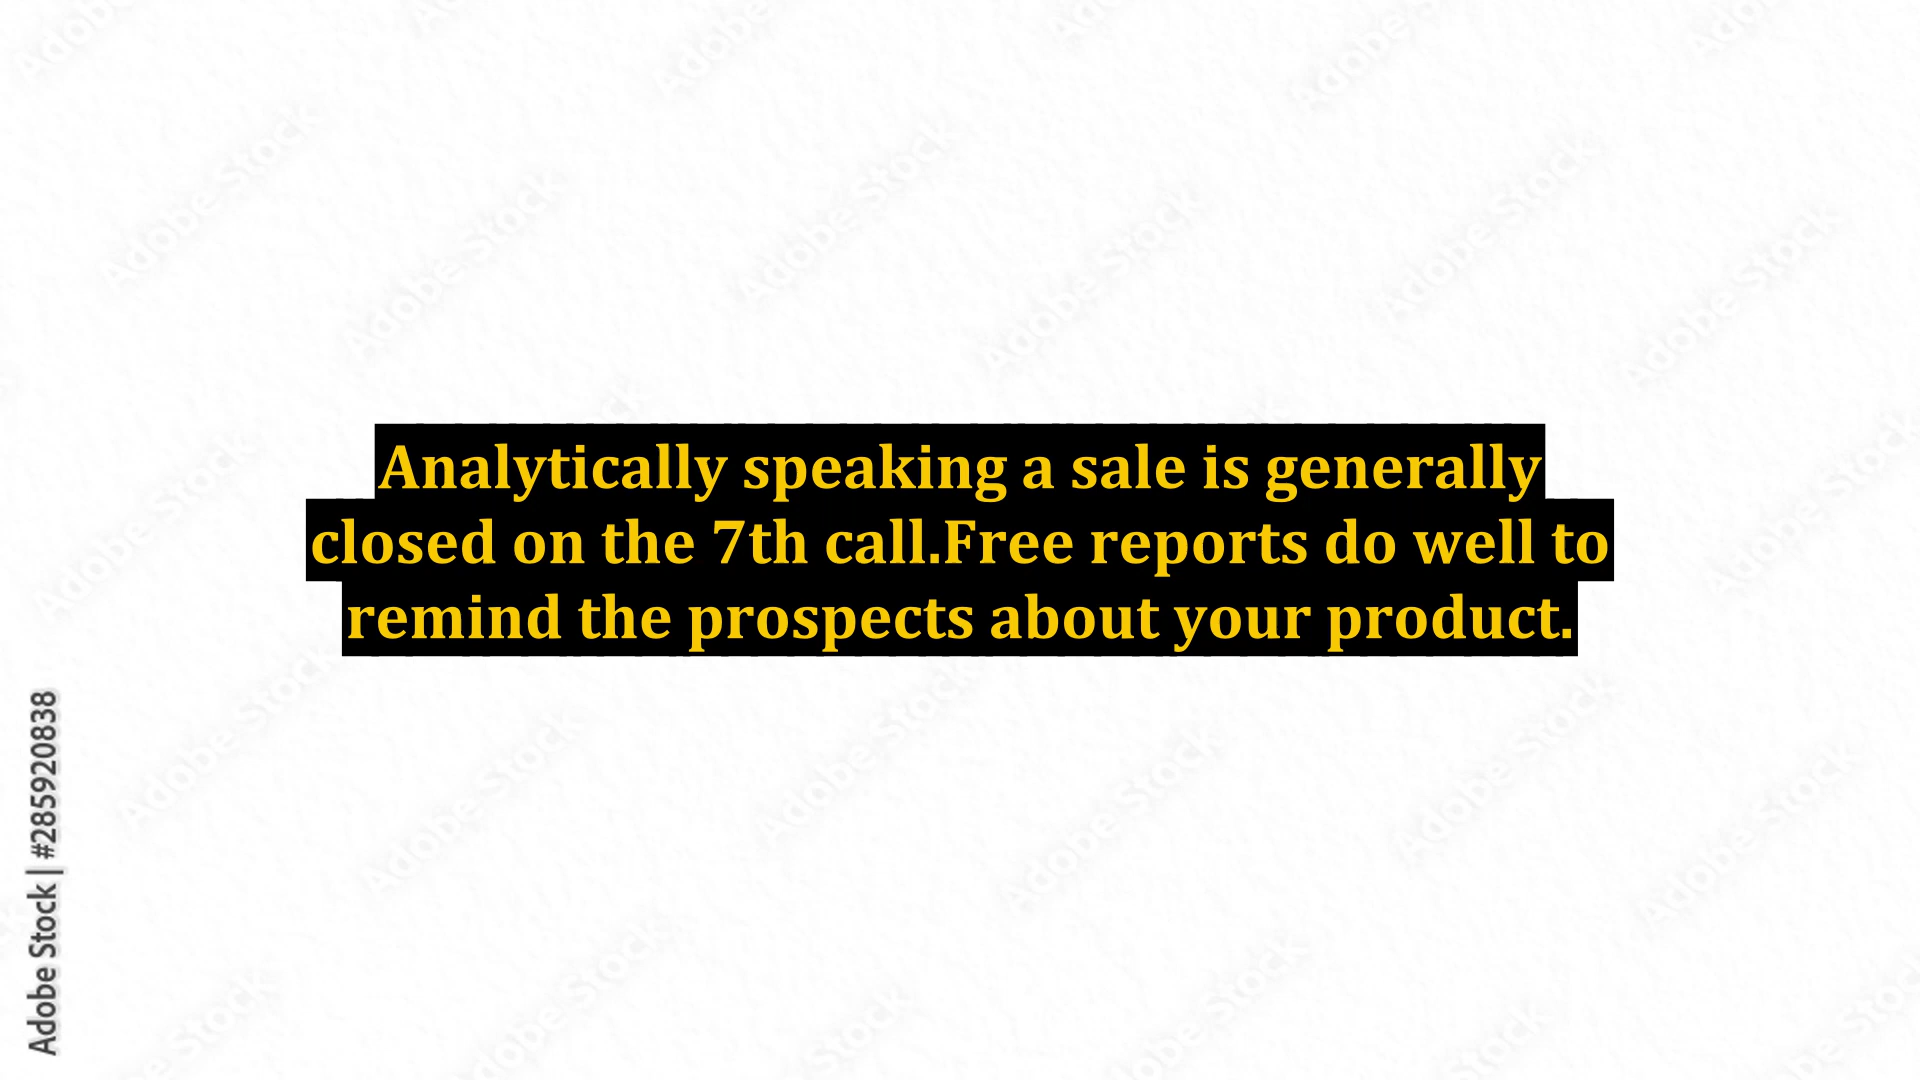 Analytically speaking a sale is generally
closed on the 7th call.Free reports do well to
remind the prospects about your product.
Adobe Stock | #285920838